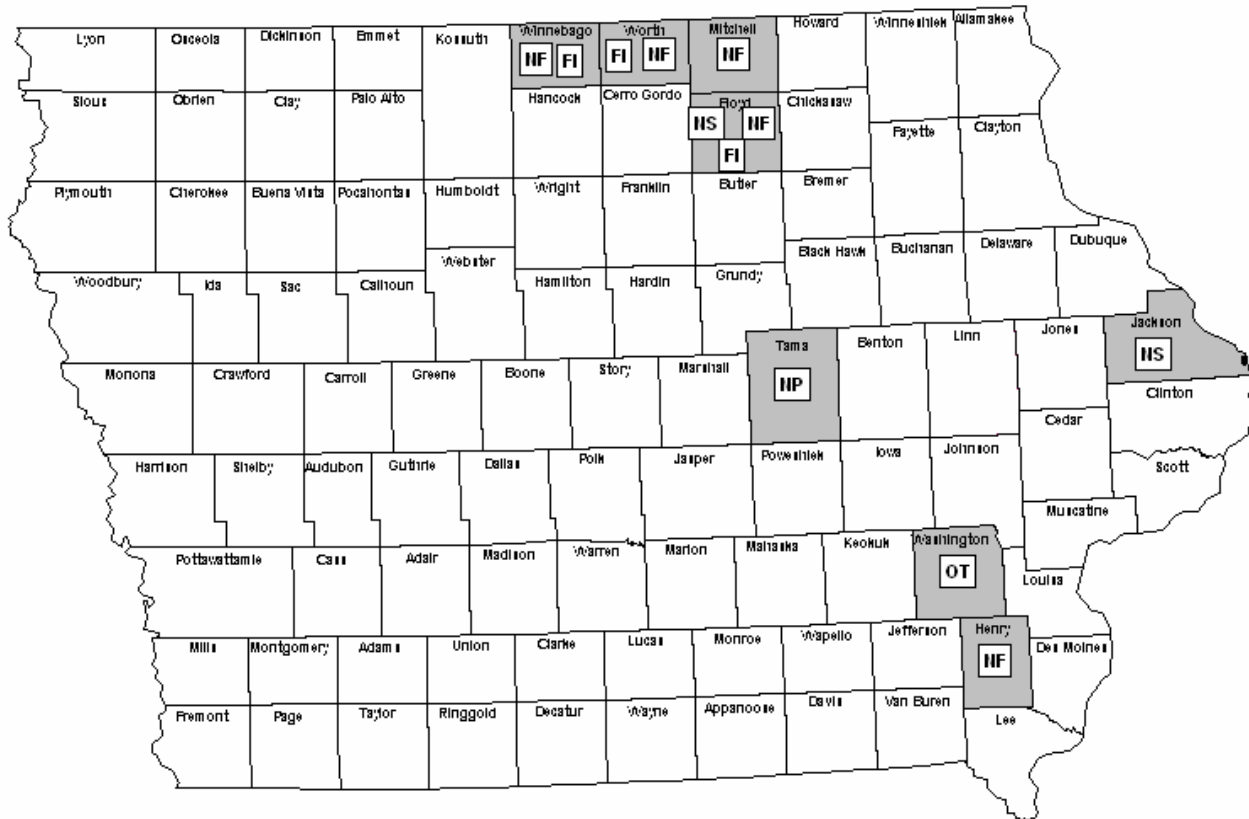 Lyon
Osceola
Dickinson
Emmet
Kossuth
Winnebago
Worth
Mitchell
Howard
Winneshiek
Allamakee
NF
FI
FI
NF
NF
Sioux
Obrien
Clay
Palo Alto
Hancock
Cerro Gordo
Floyd
Chickasaw
NS
NF
FI
Fayette
Clayton
Plymouth
Cherokee
Buena Vista
Pocahontas
Humboldt
Wright
Franklin
Butler
Bremer
Woodbury
Ida
Sac
Calhoun
Webster
Hamilton
Hardin
Grundy
Black Hawk
Buchanan
Delaware
Dubuque
Monona
Crawford
Carroll
Greene
Boone
Story
Marshall
Tama
Benton
Linn
Jones
Jackson
NP
NS
Clinton
Cedar
Harrison
Shelby
Audubon
Guthrie
Dallas
Polk
Jasper
Poweshiek
Iowa
Johnson
Scott
Muscatine
Pottawattamie
Cass
Adair
Madison
Warren
Marion
Mahaska
Keokuk
Washington
OT
Louisa
Mills
Montgomery
Adams
Union
Clarke
Lucas
Monroe
Wapello
Jefferson
Henry
NF
Des Moines
Fremont
Page
Taylor
Ringgold
Decatur
Wayne
Appanoose
Davis
Van Buren
Lee